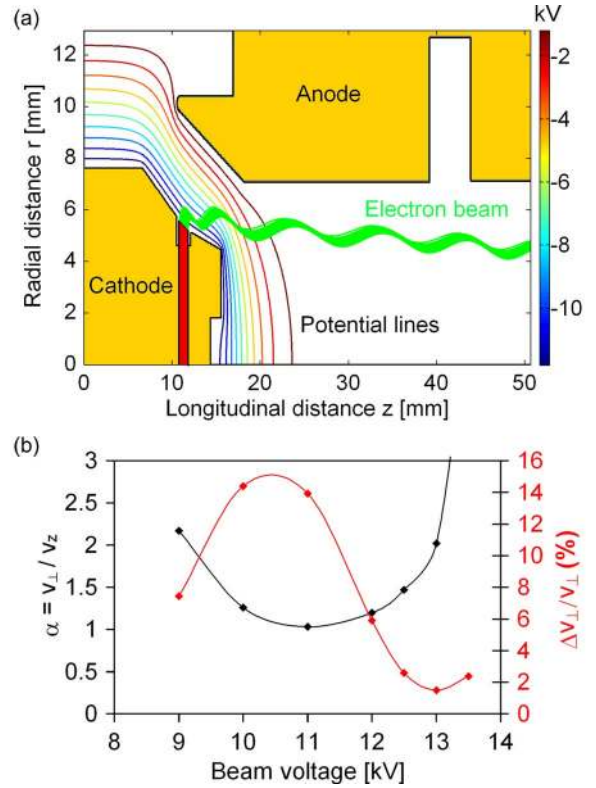 (a)
kV
12
10
8
6
4
2
0
Radial distance r [mm]
Anode
Electron beam
Cathode
Potential lines
-2
-4
-6
-8
-10
0 10 20 30 40 50
Longitudinal distance z [mm]
(b)
3
2.5
2
1.5
1
0.5
0
α = v⊥ / vz
16
14
12
10
8
6
4
2
0
Δv⊥/v⊥ (%)
8 9 10 11 12 13 14
Beam voltage [kV]